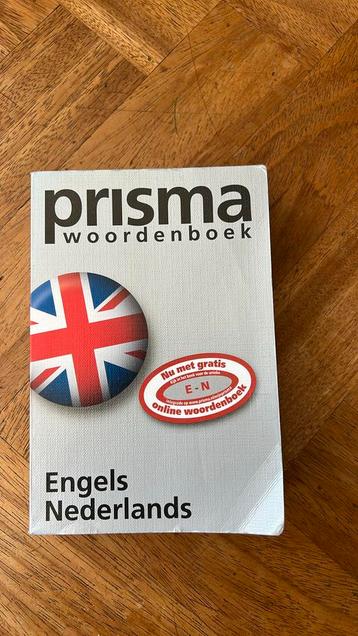 prisma
woordenboek
Nu met gratis
E-N
online woordenboek
Engels
Nederlands